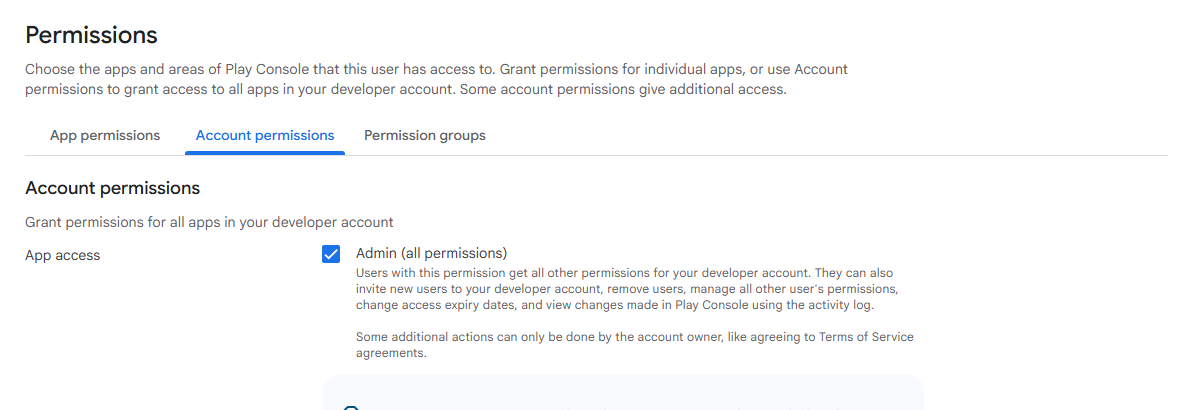 Permissions
Choose the apps and areas of Play Console that this user has access to. Grant permissions for individual apps, or use Account
permissions to grant access to all apps in your developer account. Some account permissions give additional access.
App permissions
Account permissions
Permission groups
Account permissions
Grant permissions for all apps in your developer account
App access
Admin (all permissions)
Users with this permission get all other permissions for your developer account. They can also
invite new users to your developer account, remove users, manage all other user's permissions,
change access expiry dates, and view changes made in Play Console using the activity log.
Some additional actions can only be done by the account owner, like agreeing to Terms of Service
agreements.